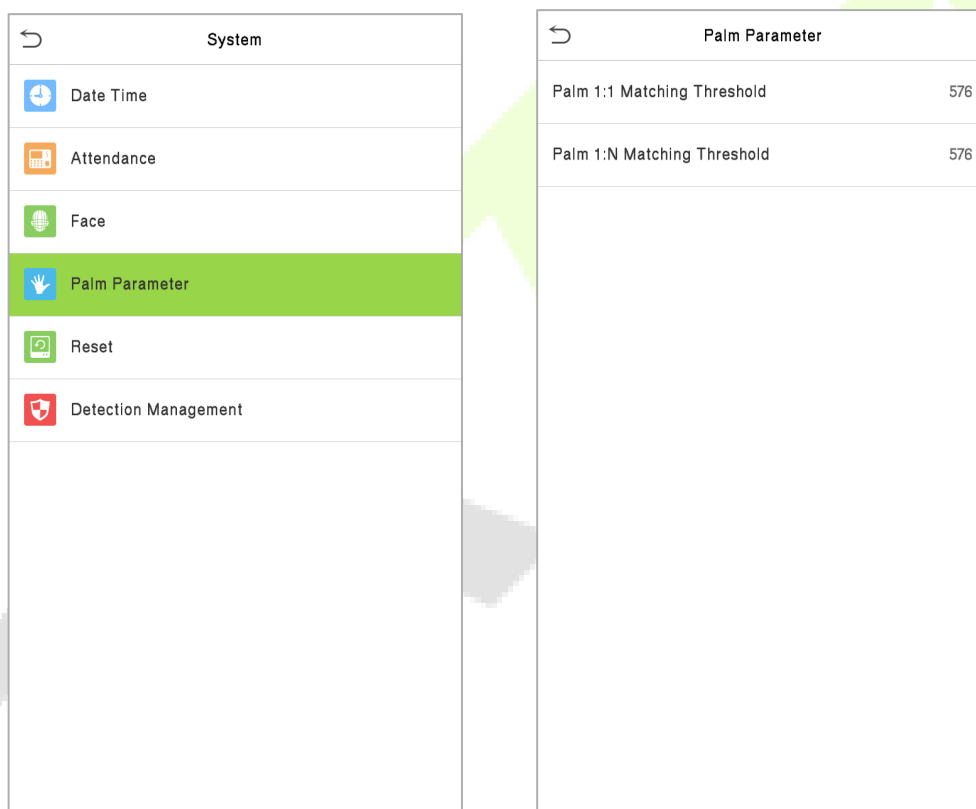 System
Date Time
Attendance
Face
Palm Parameter
Reset
Detection Management
Palm Parameter
Palm 1:1 Matching Threshold 576
Palm 1:N Matching Threshold 576